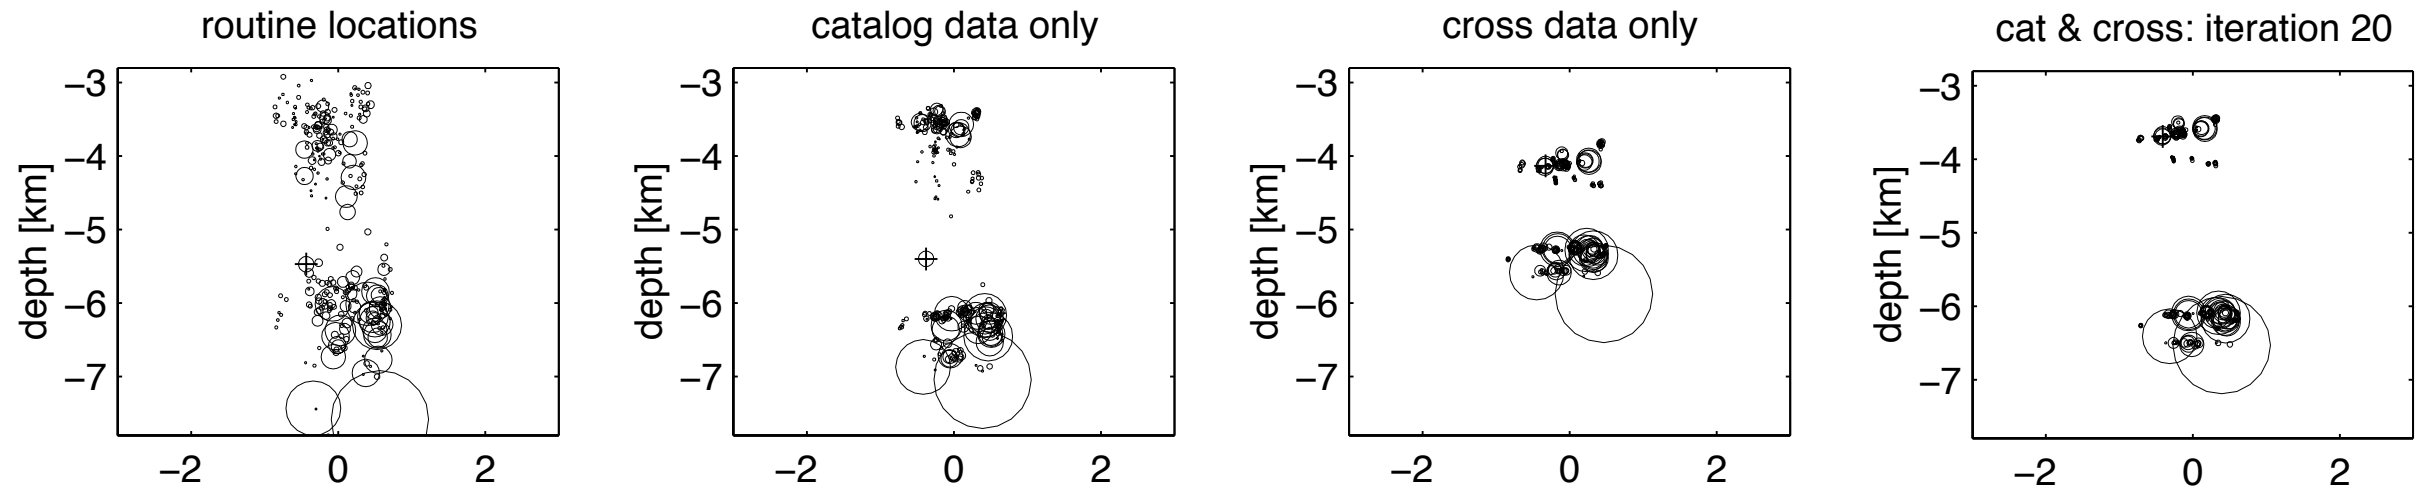 routine locations
−3
−4
−5
−6
−7
depth [km]
−2 0 2
catalog data only
−3
−4
−5
−6
−7
depth [km]
−2 0 2
cross data only
−3
−4
−5
−6
−7
depth [km]
−2 0 2
cat & cross: iteration 20
−3
−4
−5
−6
−7
depth [km]
−2 0 2